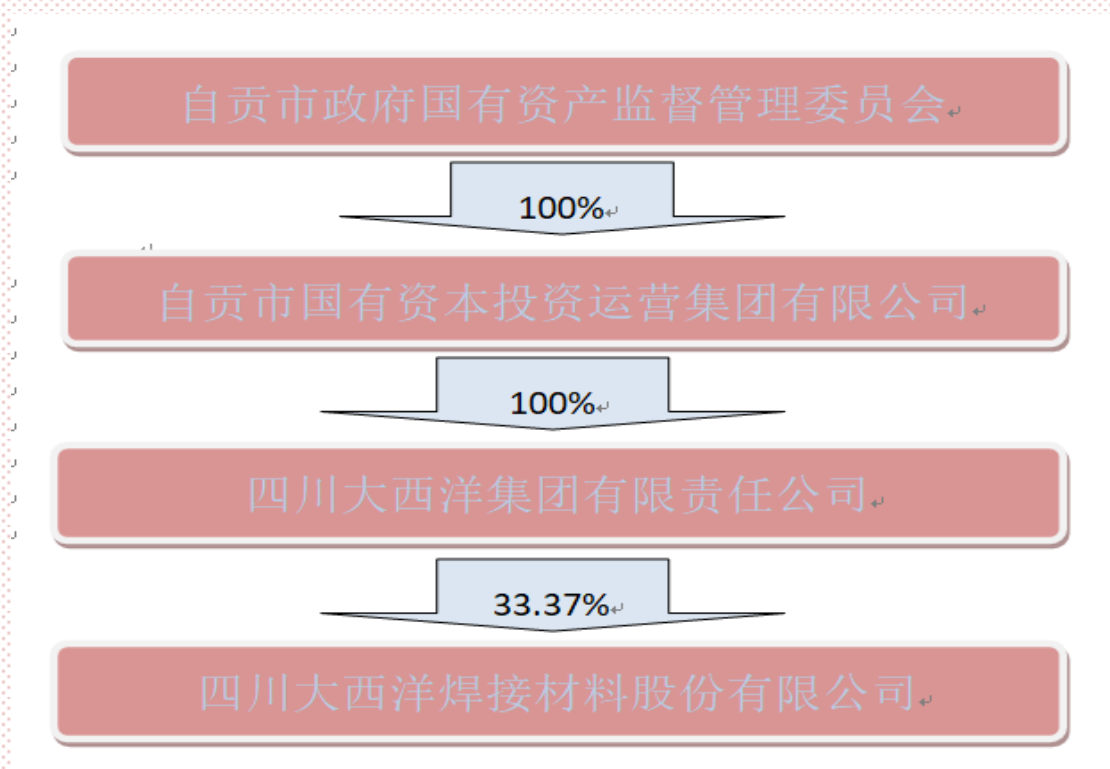 自贡市政府国有资产监督管理委员会
100%
自贡市国有资本投资运营集团有限公司
100%
四川大西洋集团有限责任公司
33.37%
四川大西洋焊接材料股份有限公司